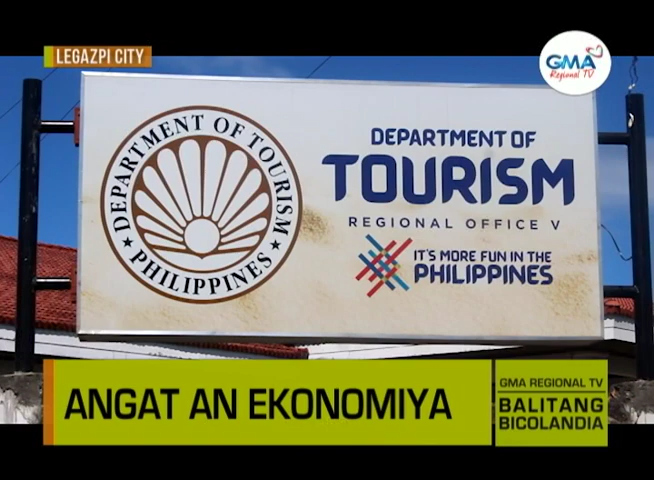 LEGAZPI CITY
GMA
Regional TV
DEPARTMENT OF TOURISM
★ PHILIPPINES ★
DEPARTMENT OF
TOURISM
REGIONAL OFFICE V
IT'S MORE FUN IN THE
PHILIPPINES
ANGAT AN EKONOMIYA
GMA REGIONAL TV
BALITANG
BICOLANDIA